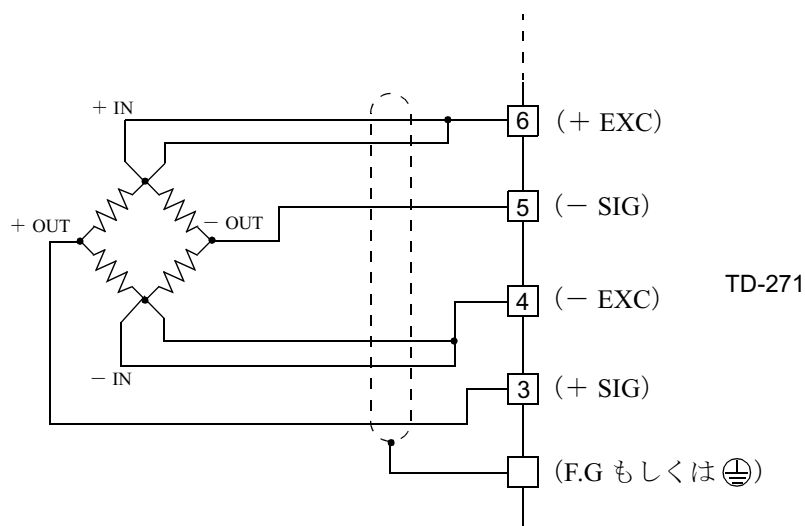 + IN
6 (+ EXC)
+ OUT
- OUT
5 (- SIG)
4 (- EXC)
TD-271
- IN
3 (+ SIG)
(F.G もしくは )